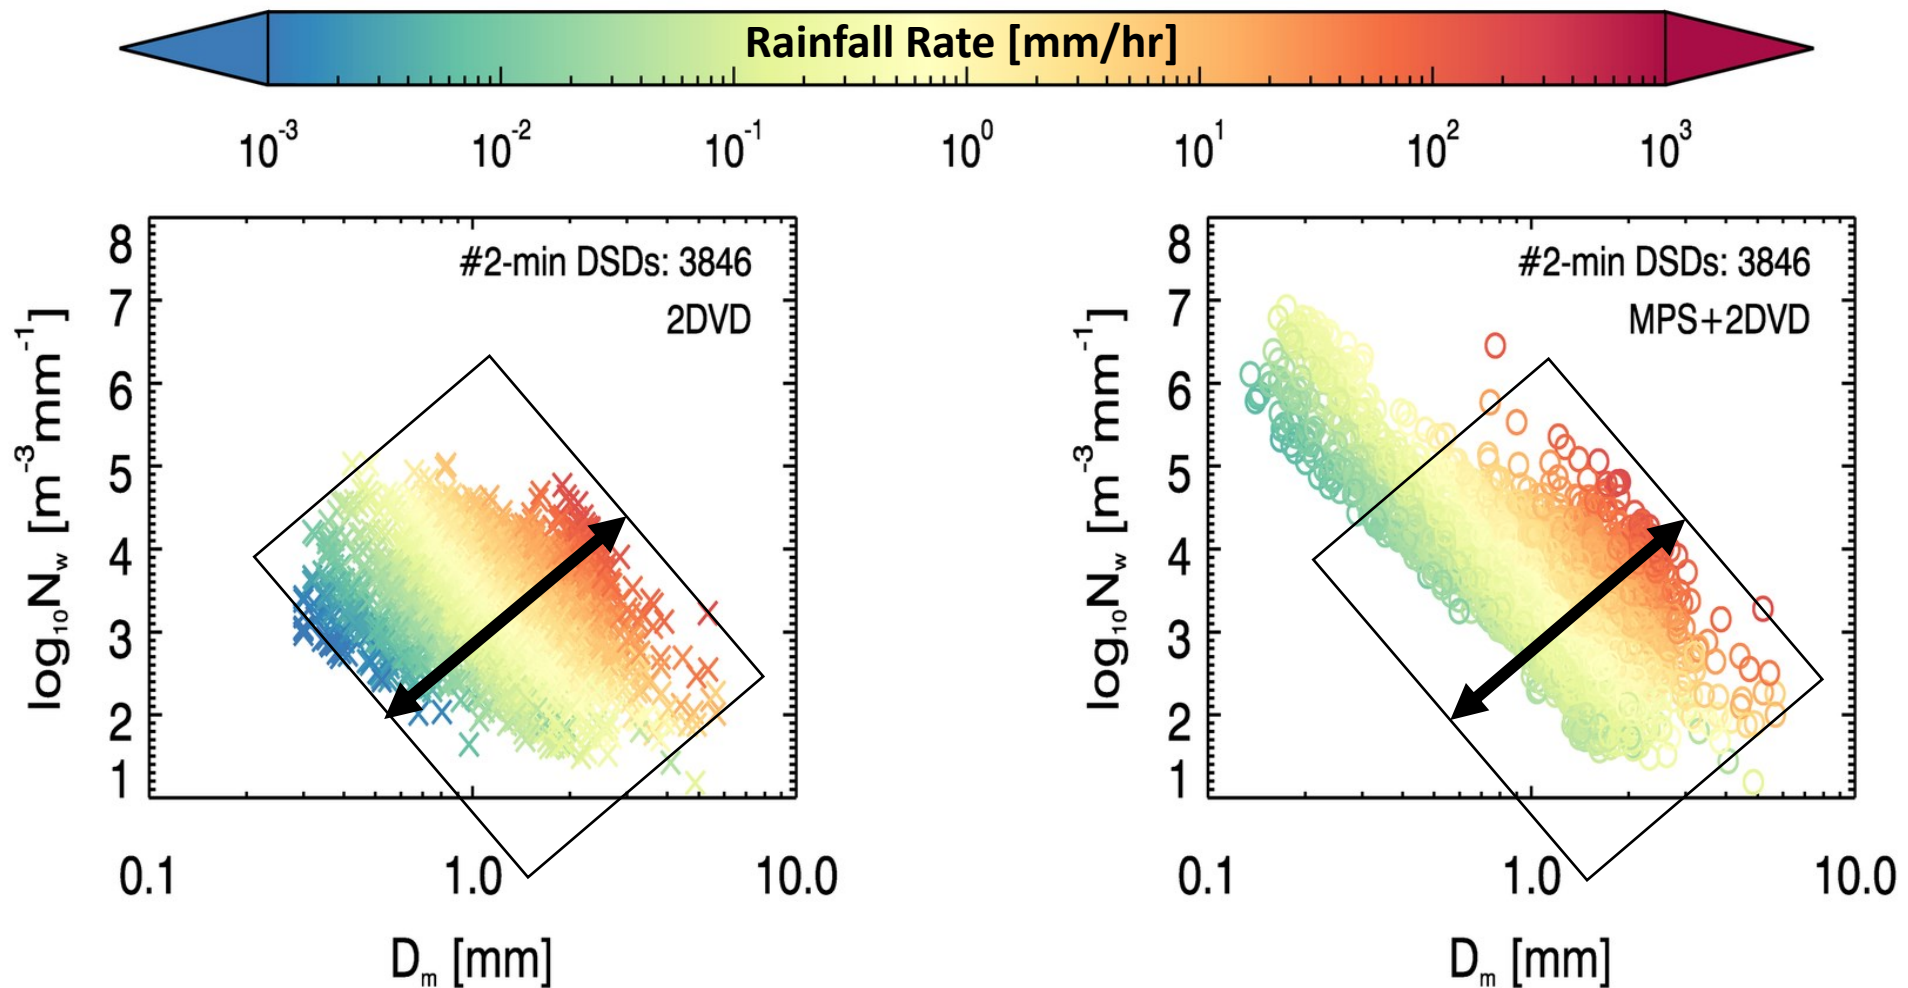 Rainfall Rate [mm/hr]
10⁻³ 10⁻² 10⁻¹ 10⁰ 10¹ 10² 10³
#2-min DSDs: 3846
2DVD
8
7
6
5
4
3
2
1
log₁₀Nw [m⁻³mm⁻¹]
0.1 1.0 10.0
Dm [mm]
#2-min DSDs: 3846
MPS+2DVD
8
7
6
5
4
3
2
1
log₁₀Nw [m⁻³mm⁻¹]
0.1 1.0 10.0
Dm [mm]